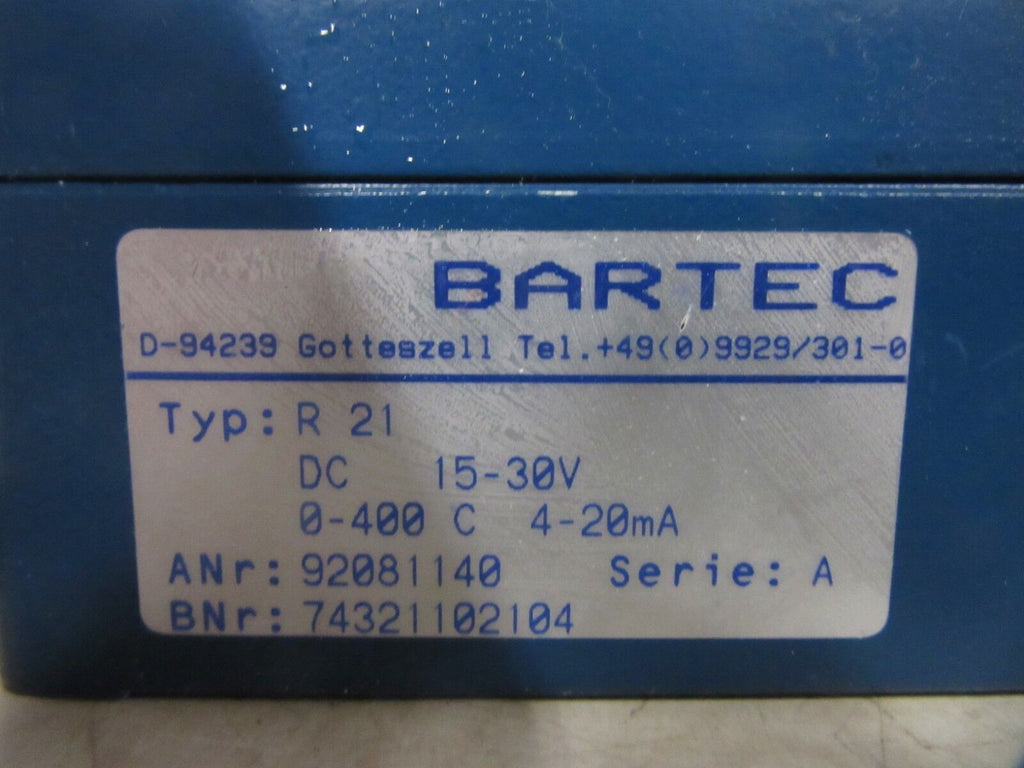 BARTEC
D-94239 Gotteszell Tel.+49(0)9929/301-0
Typ: R 21
DC 15-30V
0-400 C 4-20mA
ANr: 92081140 Serie: A
BNr: 74321102104